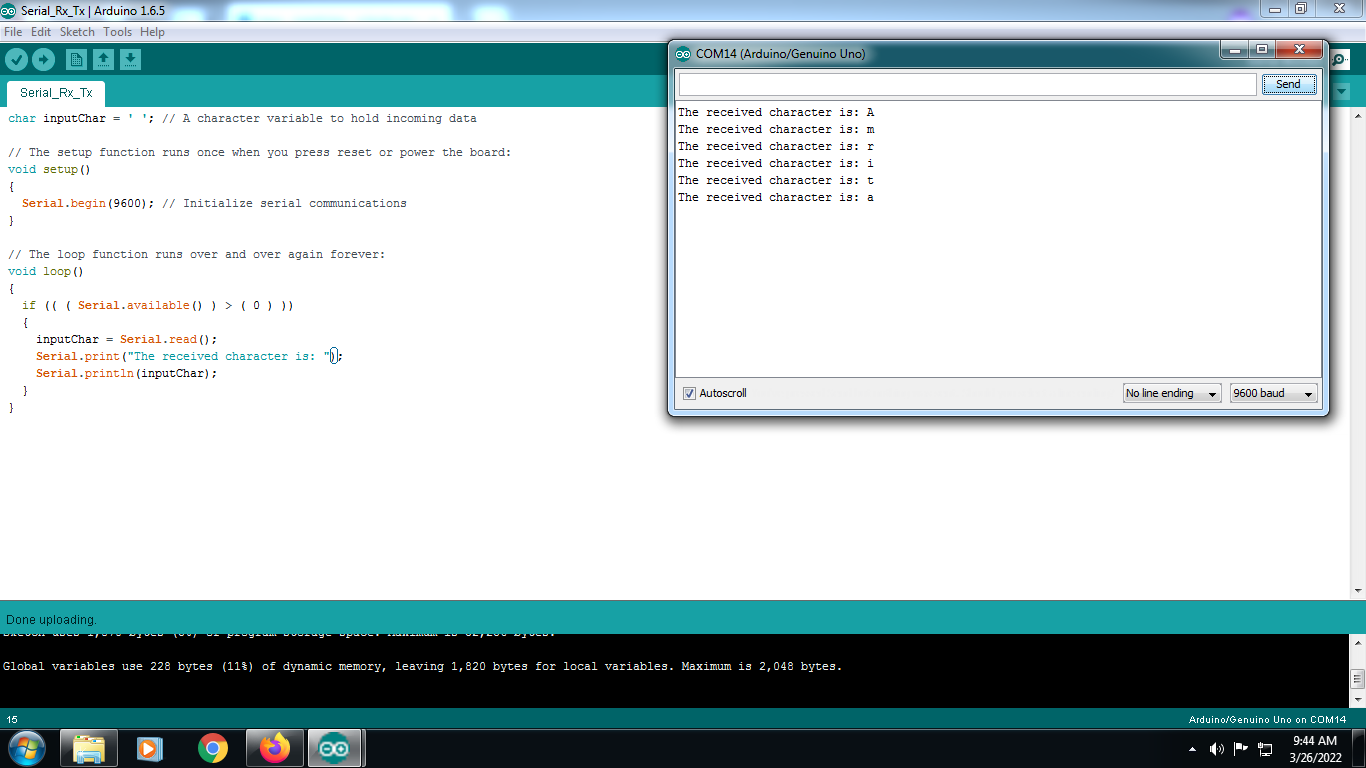 Sketch_Rx_Tx | Arduino 1.6.5
File Edit Sketch Tools Help
Serial_Rx_Tx
char inputChar = ' '; // A character variable to hold incoming data
// The setup function runs once when you press reset or power the board:
void setup()
{
Serial.begin(9600); // Initialize serial communications
}
// The loop function runs over and over again forever:
void loop()
{
if (( ( Serial.available() ) > ( 0 ) ))
{
inputChar = Serial.read();
Serial.print("The received character is: ");
Serial.println(inputChar);
}
}
COM14 (Arduino/Genuino Uno)
Send
The received character is: A
The received character is: m
The received character is: r
The received character is: i
The received character is: t
The received character is: a
Autoscroll
No line ending
9600 baud
Done uploading.
Global variables use 228 bytes (11%) of dynamic memory, leaving 1,820 bytes for local variables. Maximum is 2,048 bytes.
15
Arduino/Genuino Uno on COM14
9:44 AM
3/26/2022